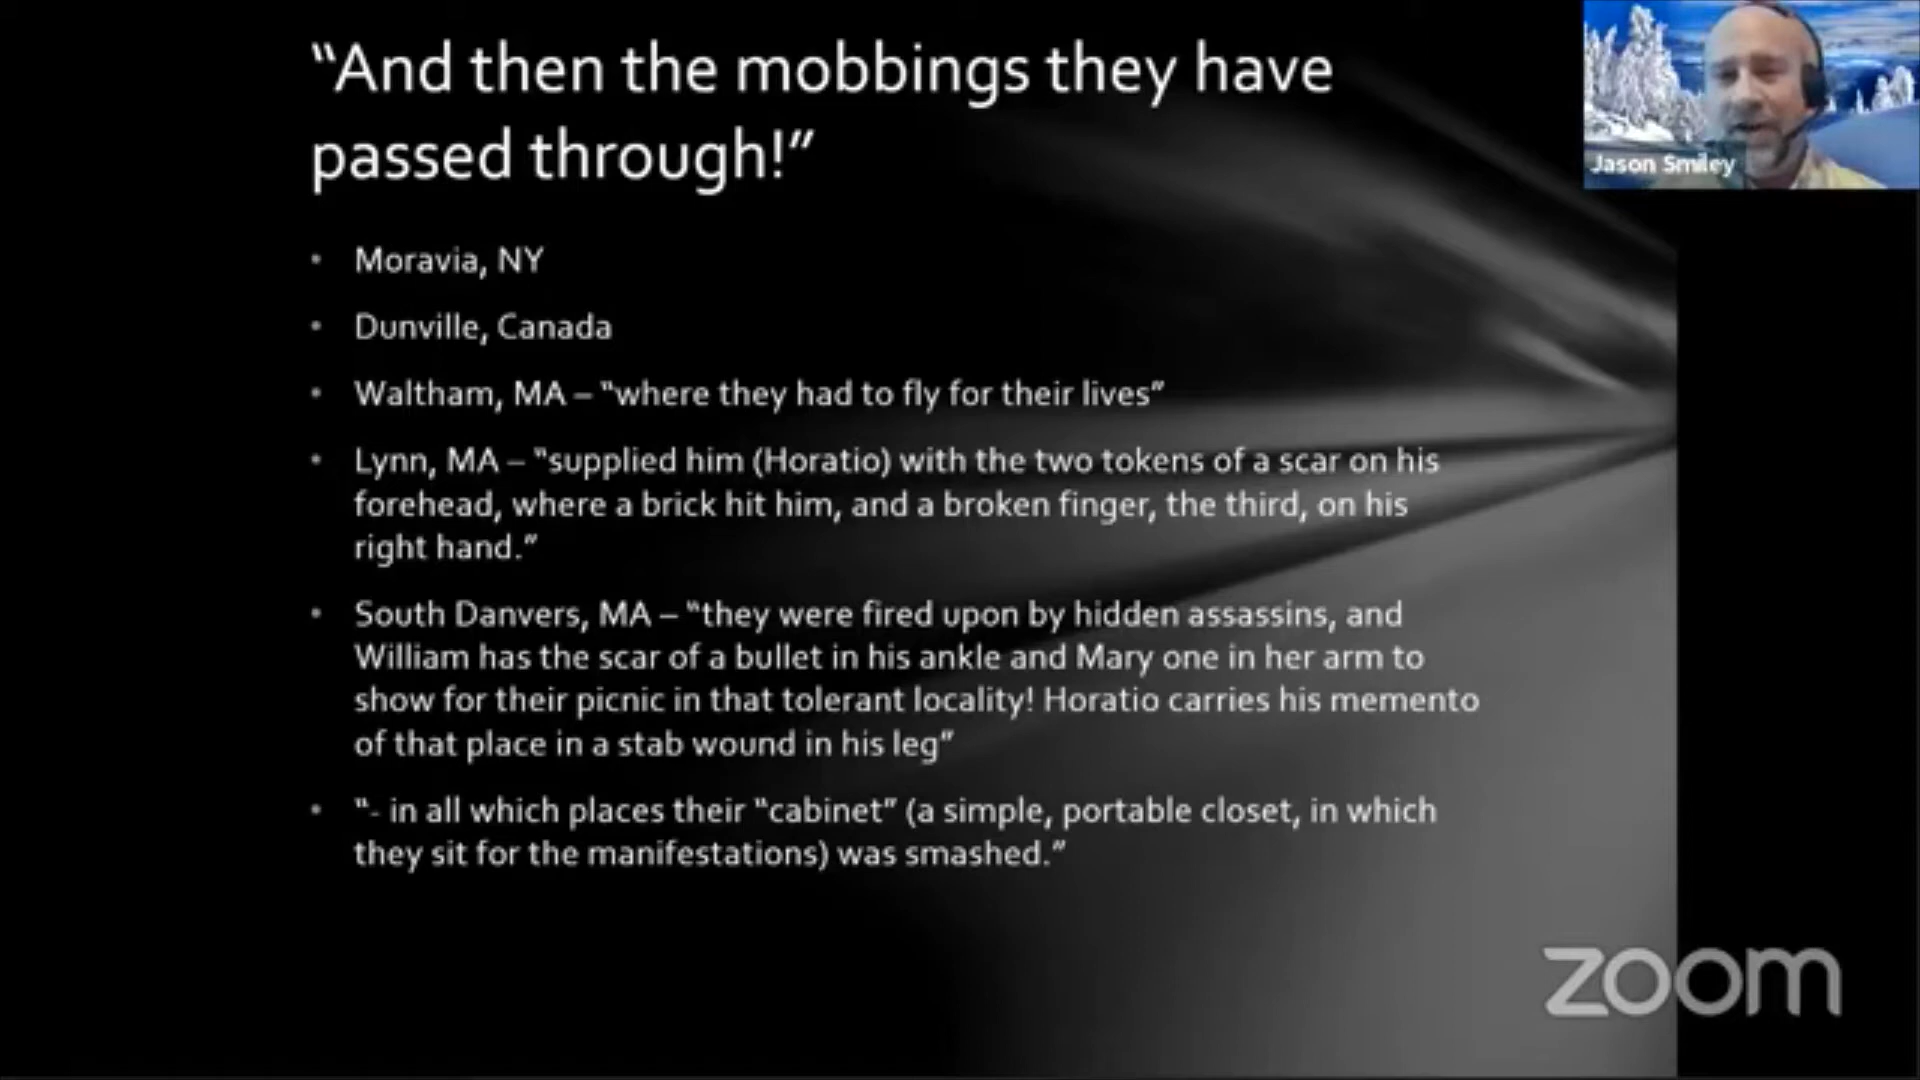 “And then the mobbings they have
passed through!”
Jason Smiley
• Moravia, NY
• Dunville, Canada
• Waltham, MA – “where they had to fly for their lives”
• Lynn, MA – “supplied him (Horatio) with the two tokens of a scar on his
forehead, where a brick hit him, and a broken finger, the third, on his
right hand.”
• South Danvers, MA – “they were fired upon by hidden assassins, and
William has the scar of a bullet in his ankle and Mary one in her arm to
show for their picnic in that tolerant locality! Horatio carries his memento
of that place in a stab wound in his leg”
• “- in all which places their “cabinet” (a simple, portable closet, in which
they sit for the manifestations) was smashed.”
zoom